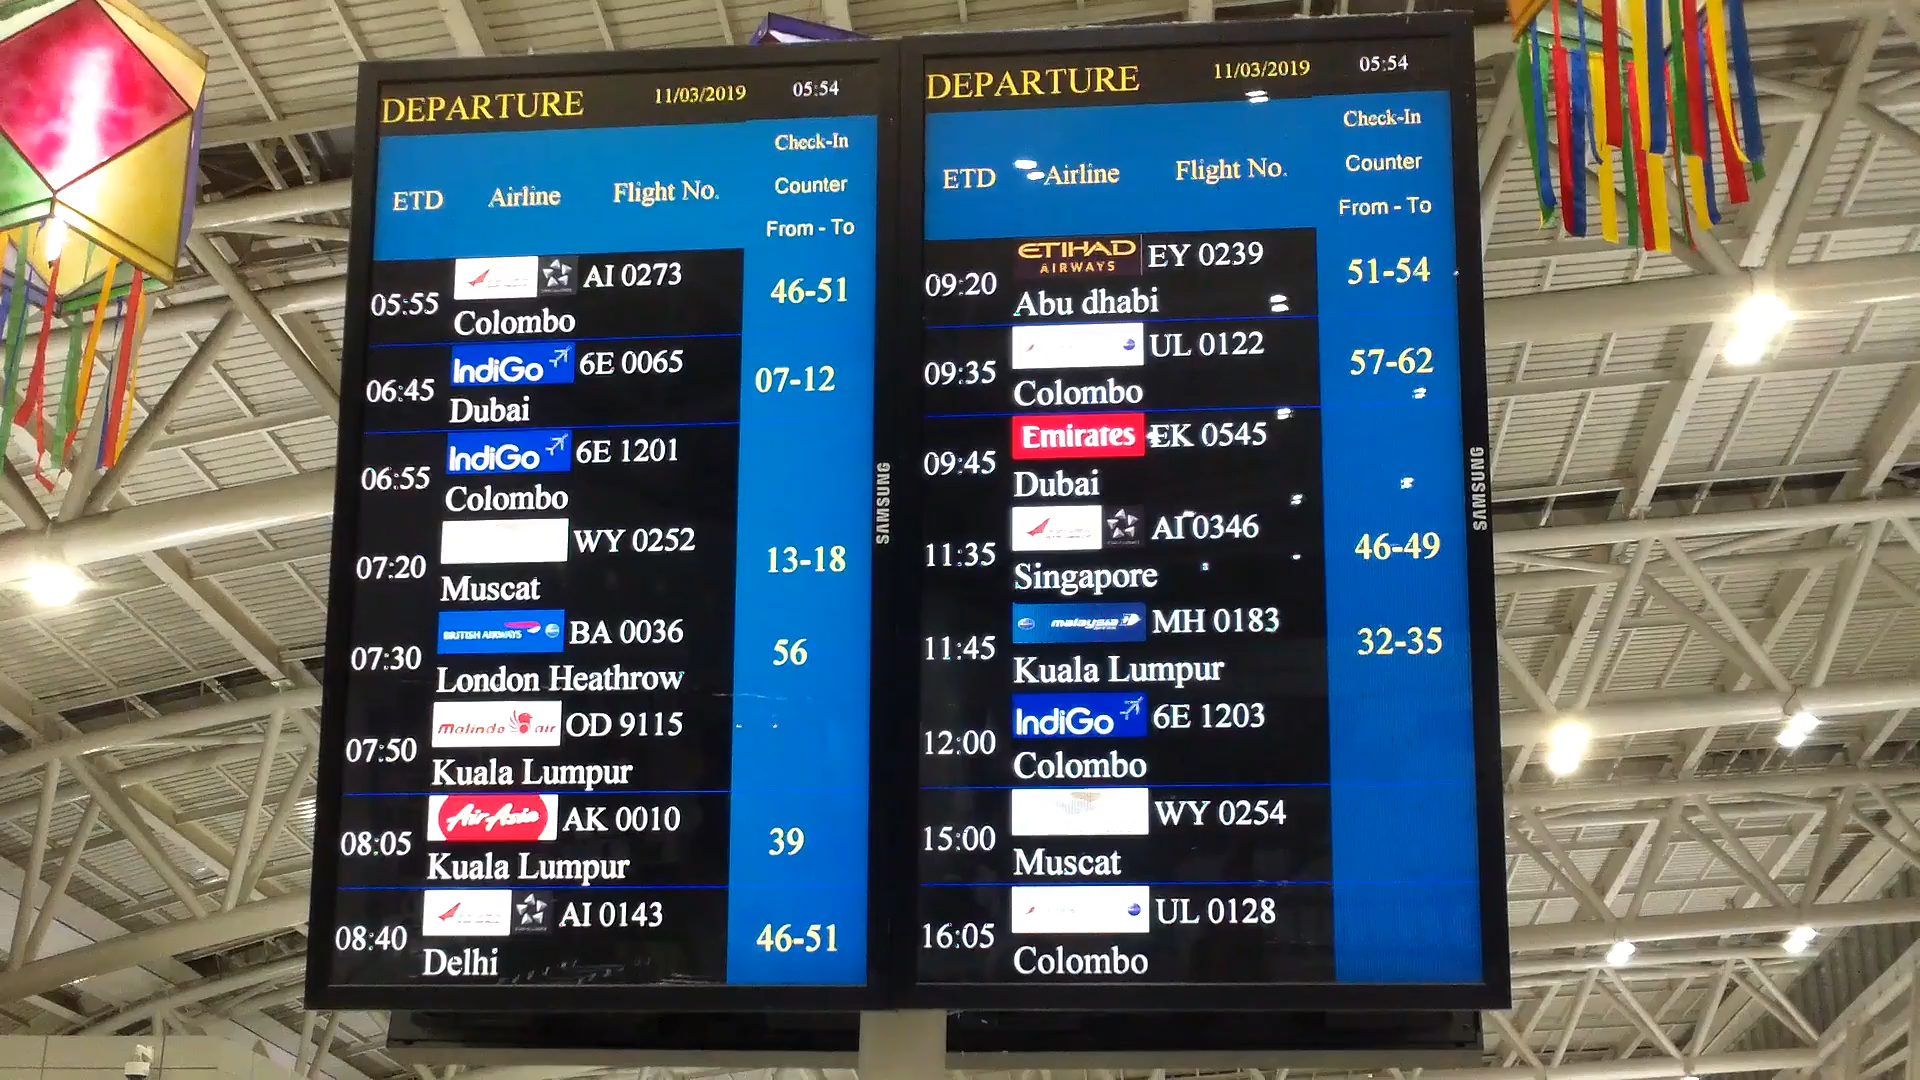 DEPARTURE 11/03/2019 05:54
Check-In
Counter
From - To
ETD Airline Flight No.
05:55 AI 0273 46-51
Colombo
06:45 IndiGo 6E 0065 07-12
Dubai
06:55 IndiGo 6E 1201
Colombo
07:20 WY 0252 13-18
Muscat
07:30 BRITISH AIRWAYS BA 0036 56
London Heathrow
07:50 Malindo air OD 9115
Kuala Lumpur
08:05 Air Asia AK 0010 39
Kuala Lumpur
08:40 AI 0143 46-51
Delhi
SAMSUNG
DEPARTURE 11/03/2019 05:54
Check-In
Counter
From - To
ETD Airline Flight No.
09:20 ETIHAD AIRWAYS EY 0239 51-54
Abu dhabi
09:35 UL 0122 57-62
Colombo
09:45 Emirates EK 0545
Dubai
11:35 AI 0346 46-49
Singapore
11:45 malaysia MH 0183 32-35
Kuala Lumpur
12:00 IndiGo 6E 1203
Colombo
15:00 WY 0254
Muscat
16:05 UL 0128
Colombo
SAMSUNG